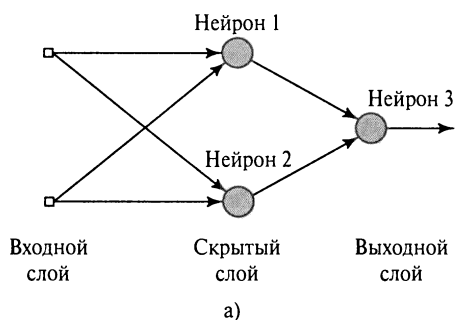 Нейрон 1
Нейрон 3
Нейрон 2
Входной
слой
Скрытый
слой
Выходной
слой
а)